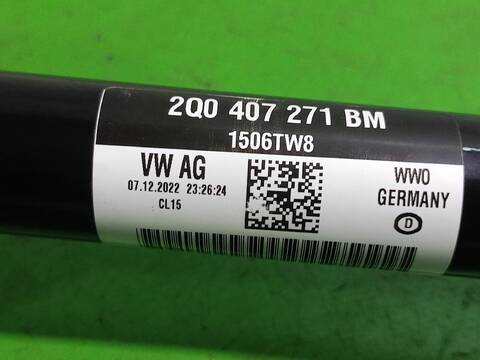 2Q0 407 271 BM
1506TW8
VW AG
07.12.2022 23:26:24
CL15
WWO
GERMANY
D